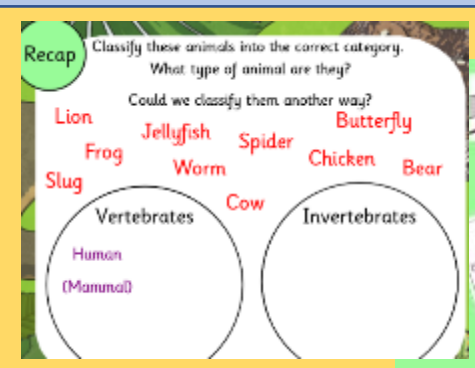 Recap
Classify these animals into the correct category.
What type of animal are they?
Could we classify them another way?
Lion
Jellyfish
Butterfly
Frog
Spider
Worm
Chicken
Bear
Slug
Cow
Vertebrates
Invertebrates
Human
(Mammal)